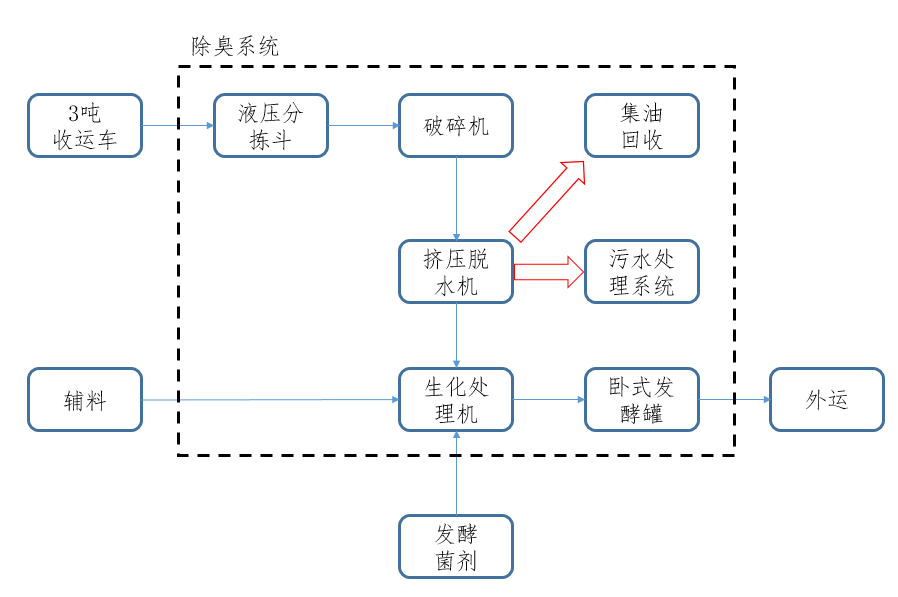 除臭系统
3吨
收运车
液压分
拣斗
破碎机
集油
回收
挤压脱
水机
污水处
理系统
辅料
生化处
理机
卧式发
酵罐
外运
发酵
菌剂